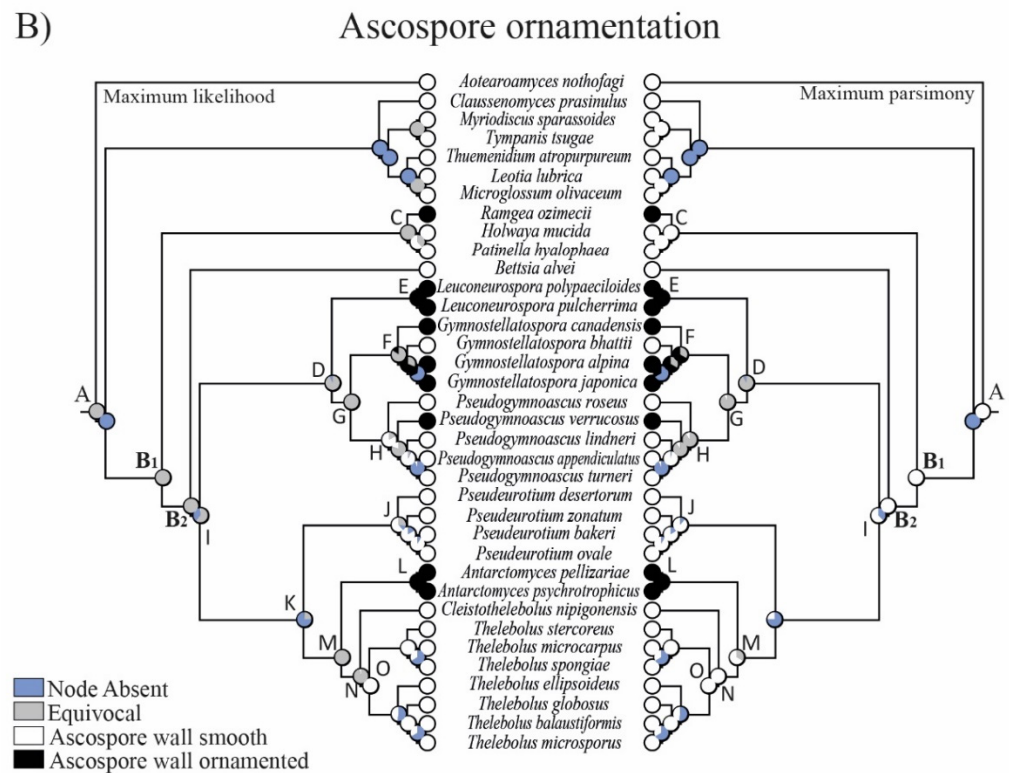 B)
Ascospore ornamentation
Maximum likelihood
Maximum parsimony
Aotearoamyces nothofagi
Claussenomyces prasinulus
Myriodiscus sparassoides
Tympanis tsugae
Thuemenidium atropurpureum
Leotia lubrica
Microglossum olivaceum
C Ramgea ozimecii C
Holwaya mucida
Patinella hyalophaea
Bettsia alvei
E Leuconeurospora polypaeciloides E
Leuconeurospora pulcherrima
Gymnostellatospora canadensis
F Gymnostellatospora bhattii F
D Gymnostellatospora alpina D
Gymnostellatospora japonica
A Pseudogymnoascus roseus A
G Pseudogymnoascus verrucosus G
Pseudogymnoascus lindneri
H Pseudogymnoascus appendiculatus H
B1 Pseudogymnoascus turneri B1
Pseudeurotium desertorum
J Pseudeurotium zonatum J
B2 B2
I Pseudeurotium bakeri I
Pseudeurotium ovale
L Antarctomyces pellizariae L
Antarctomyces psychrotrophicus
K Cleistothelebolus nipigonensis
Thelebolus stercoreus
M Thelebolus microcarpus M
O Thelebolus spongiae O
N Thelebolus ellipsoideus N
Thelebolus globosus
Thelebolus balaustiformis
Thelebolus microsporus
Node Absent
Equivocal
Ascospore wall smooth
Ascospore wall ornamented